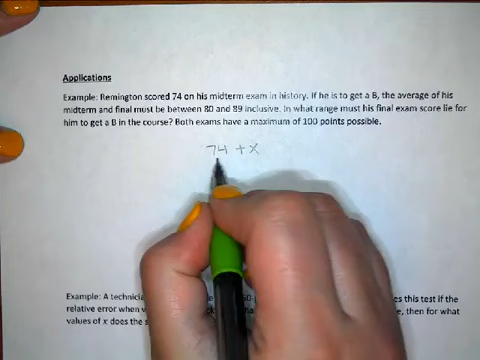 Applications
Example: Remington scored 74 on his midterm exam in history. If he is to get a B, the average of his
midterm and final must be between 80 and 89 inclusive. In what range must his final exam score lie for
him to get a B in the course? Both exams have a maximum of 100 points possible.
74 + x
Example: A technicia
es this test if the
relative error when
e, then for what
values of x does the s